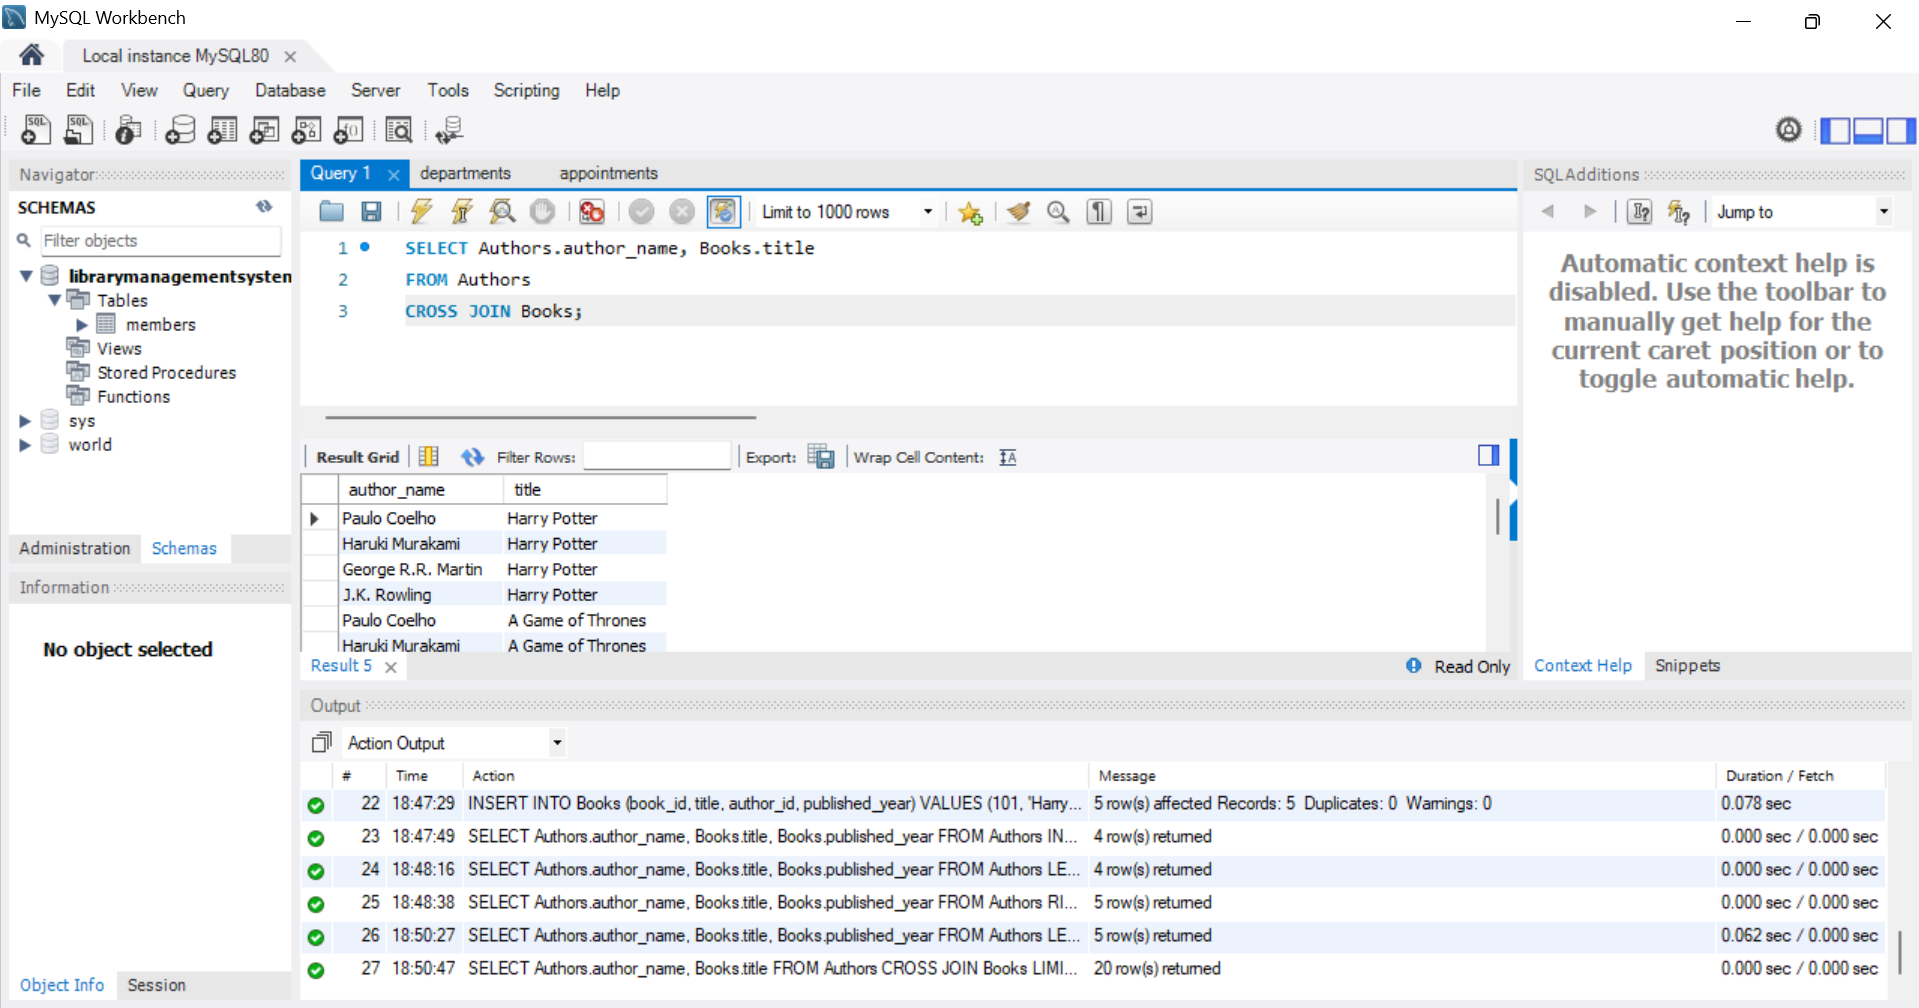 MySQL Workbench
Local instance MySQL80
File Edit View Query Database Server Tools Scripting Help
Navigator
SCHEMAS
Filter objects
librarymanagementsystem
Tables
members
Views
Stored Procedures
Functions
sys
world
Administration Schemas
Information
No object selected
Object Info Session
Query 1 departments appointments
Limit to 1000 rows
1 SELECT Authors.author_name, Books.title
2 FROM Authors
3 CROSS JOIN Books;
Result Grid Filter Rows: Export: Wrap Cell Content:
author_name title
Paulo Coelho Harry Potter
Haruki Murakami Harry Potter
George R.R. Martin Harry Potter
J.K. Rowling Harry Potter
Paulo Coelho A Game of Thrones
Haruki Murakami A Game of Thrones
Result 5 Read Only
SQLAdditions
Jump to
Automatic context help is
disabled. Use the toolbar to
manually get help for the
current caret position or to
toggle automatic help.
Context Help Snippets
Output
Action Output
# Time Action Message Duration / Fetch
22 18:47:29 INSERT INTO Books (book_id, title, author_id, published_year) VALUES (101, 'Harry... 5 row(s) affected Records: 5 Duplicates: 0 Warnings: 0 0.078 sec
23 18:47:49 SELECT Authors.author_name, Books.title, Books.published_year FROM Authors IN... 4 row(s) returned 0.000 sec / 0.000 sec
24 18:48:16 SELECT Authors.author_name, Books.title, Books.published_year FROM Authors LE... 4 row(s) returned 0.000 sec / 0.000 sec
25 18:48:38 SELECT Authors.author_name, Books.title, Books.published_year FROM Authors RI... 5 row(s) returned 0.000 sec / 0.000 sec
26 18:50:27 SELECT Authors.author_name, Books.title, Books.published_year FROM Authors LE... 5 row(s) returned 0.062 sec / 0.000 sec
27 18:50:47 SELECT Authors.author_name, Books.title FROM Authors CROSS JOIN Books LIMI... 20 row(s) returned 0.000 sec / 0.000 sec